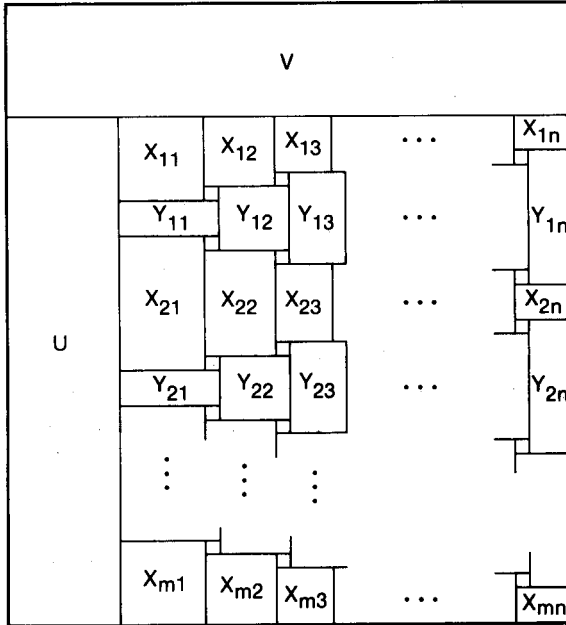 V
X11 X12 X13 ... X1n
Y11 Y12 Y13 ... Y1n
X21 X22 X23 ... X2n
U
Y21 Y22 Y23 ... Y2n
Xm1 Xm2 Xm3 ... Xmn